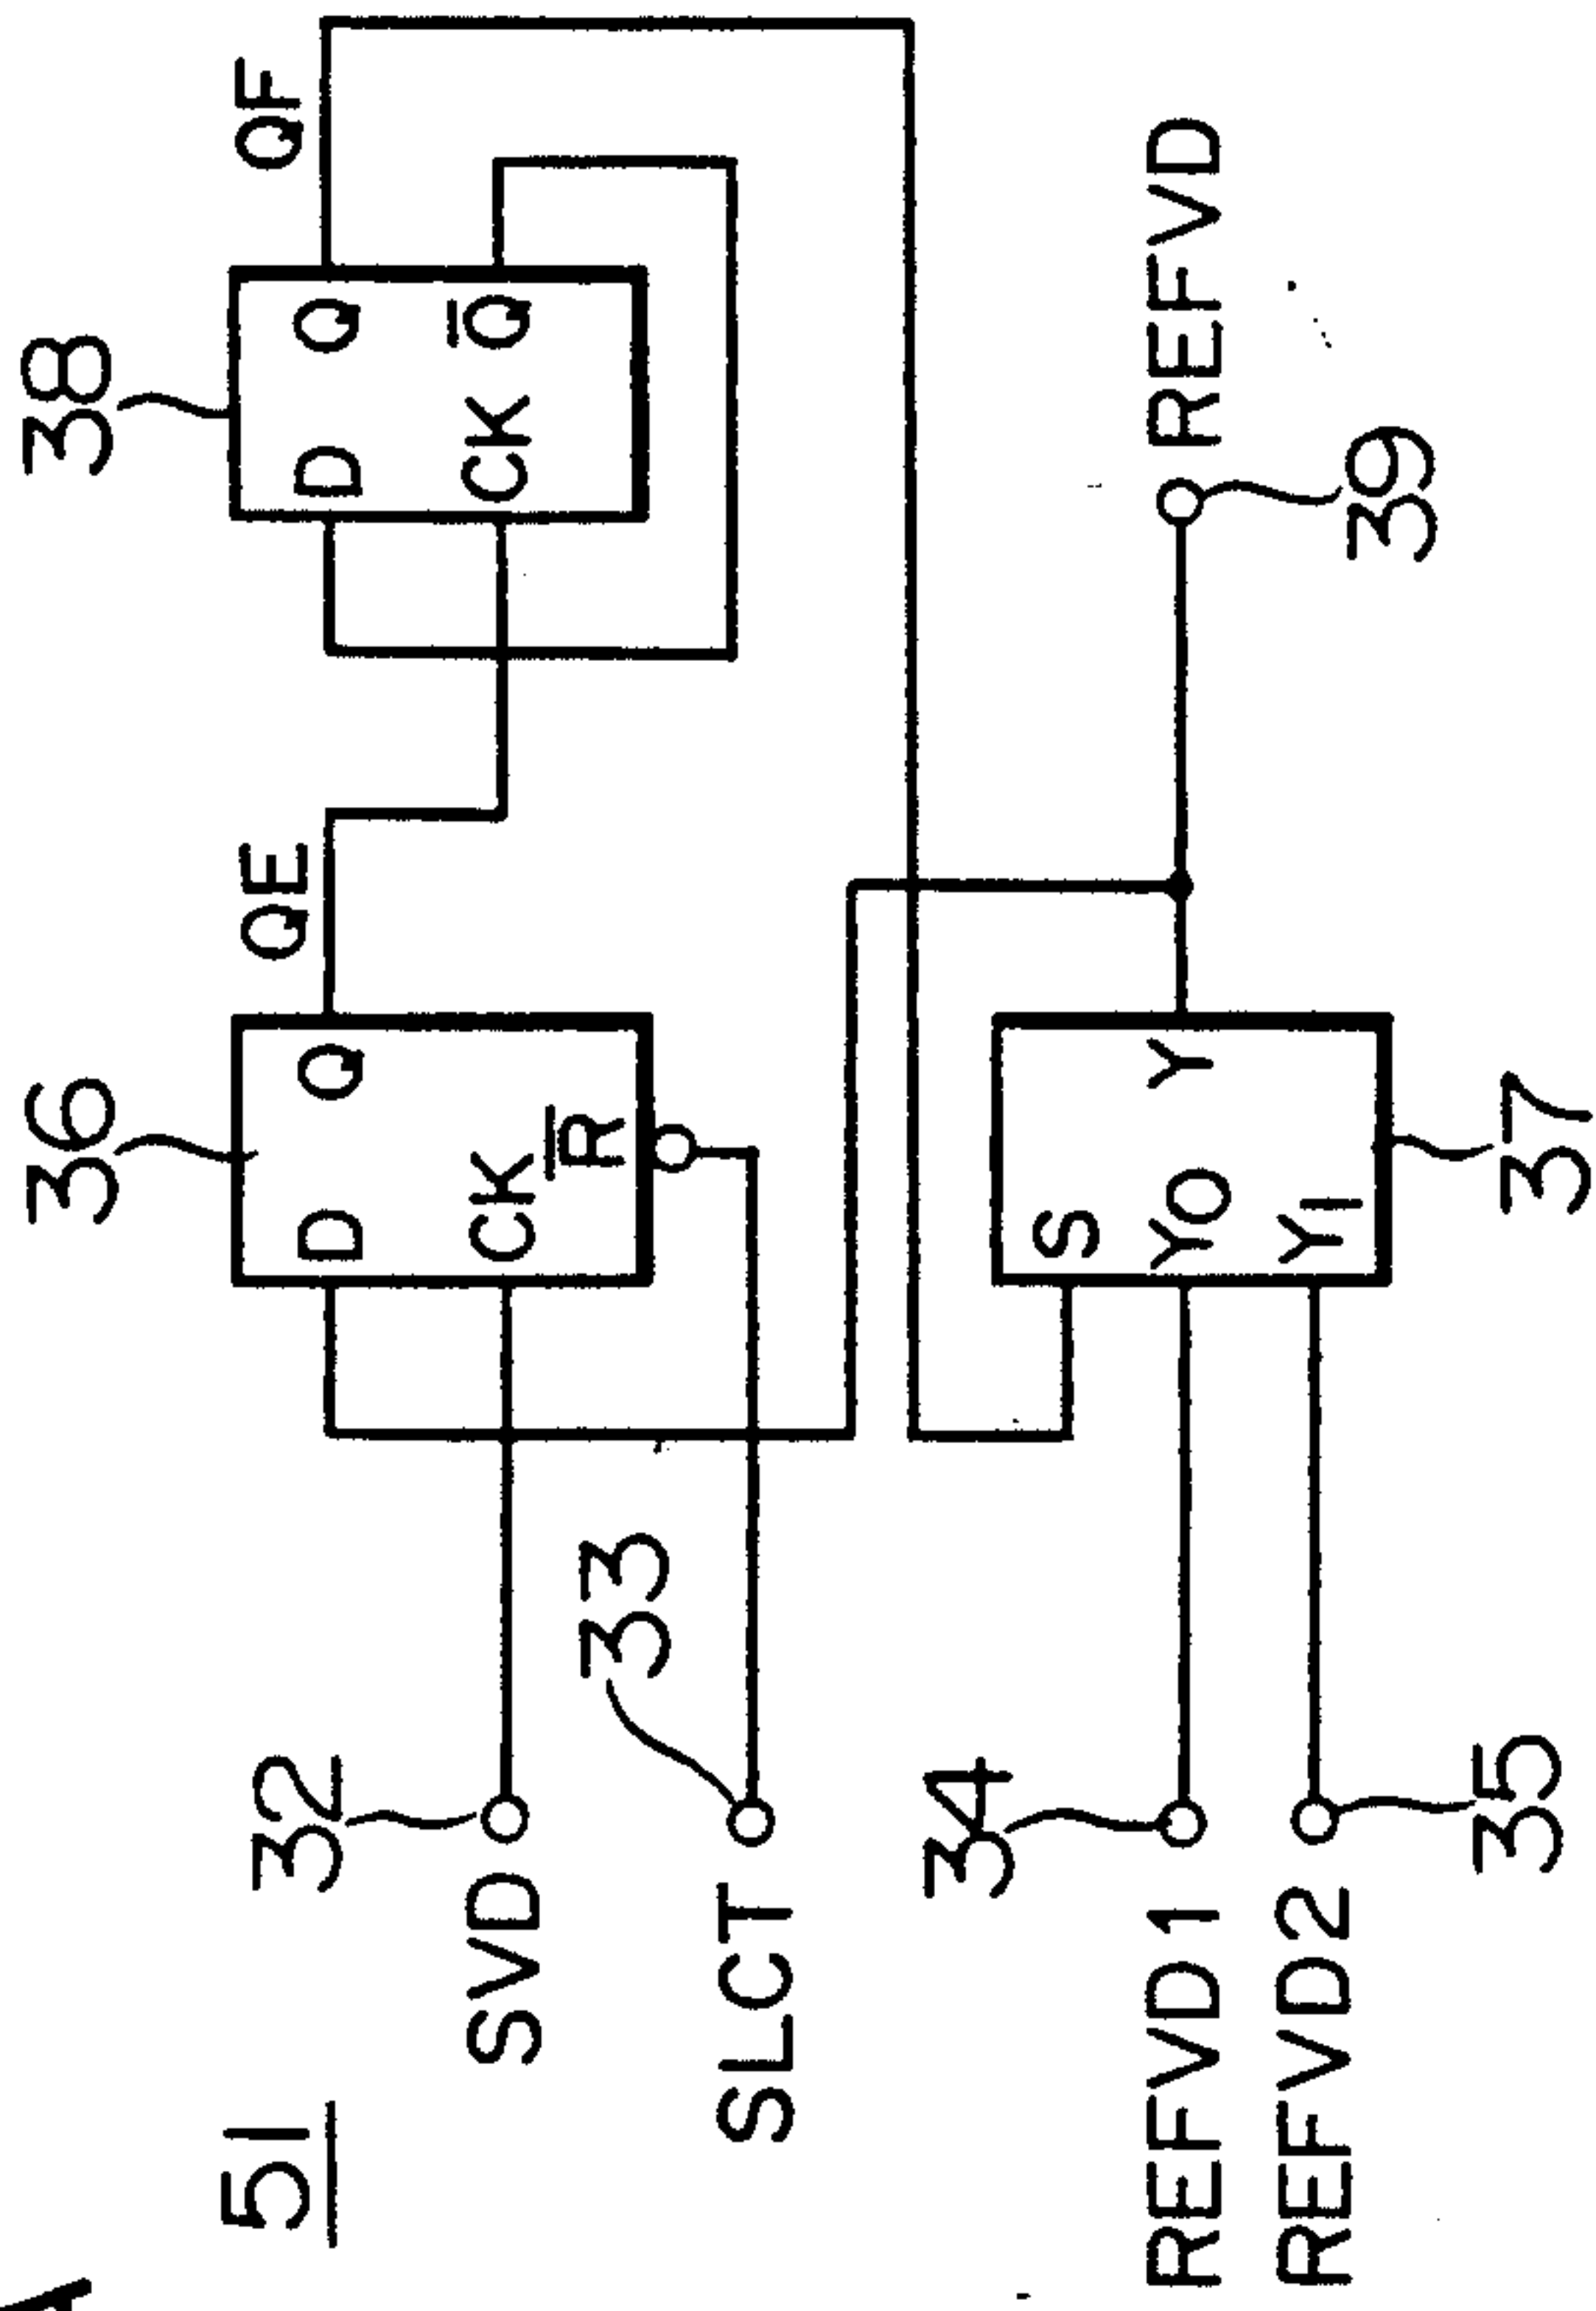 51
38
QF
36
QE
D Q
D Q
32
SVD
CK
CK Q̅
R̅
33
SLCT
34
S
REFVD1
Y0 Y
REFVD
REFVD2
Y1
39
35
37